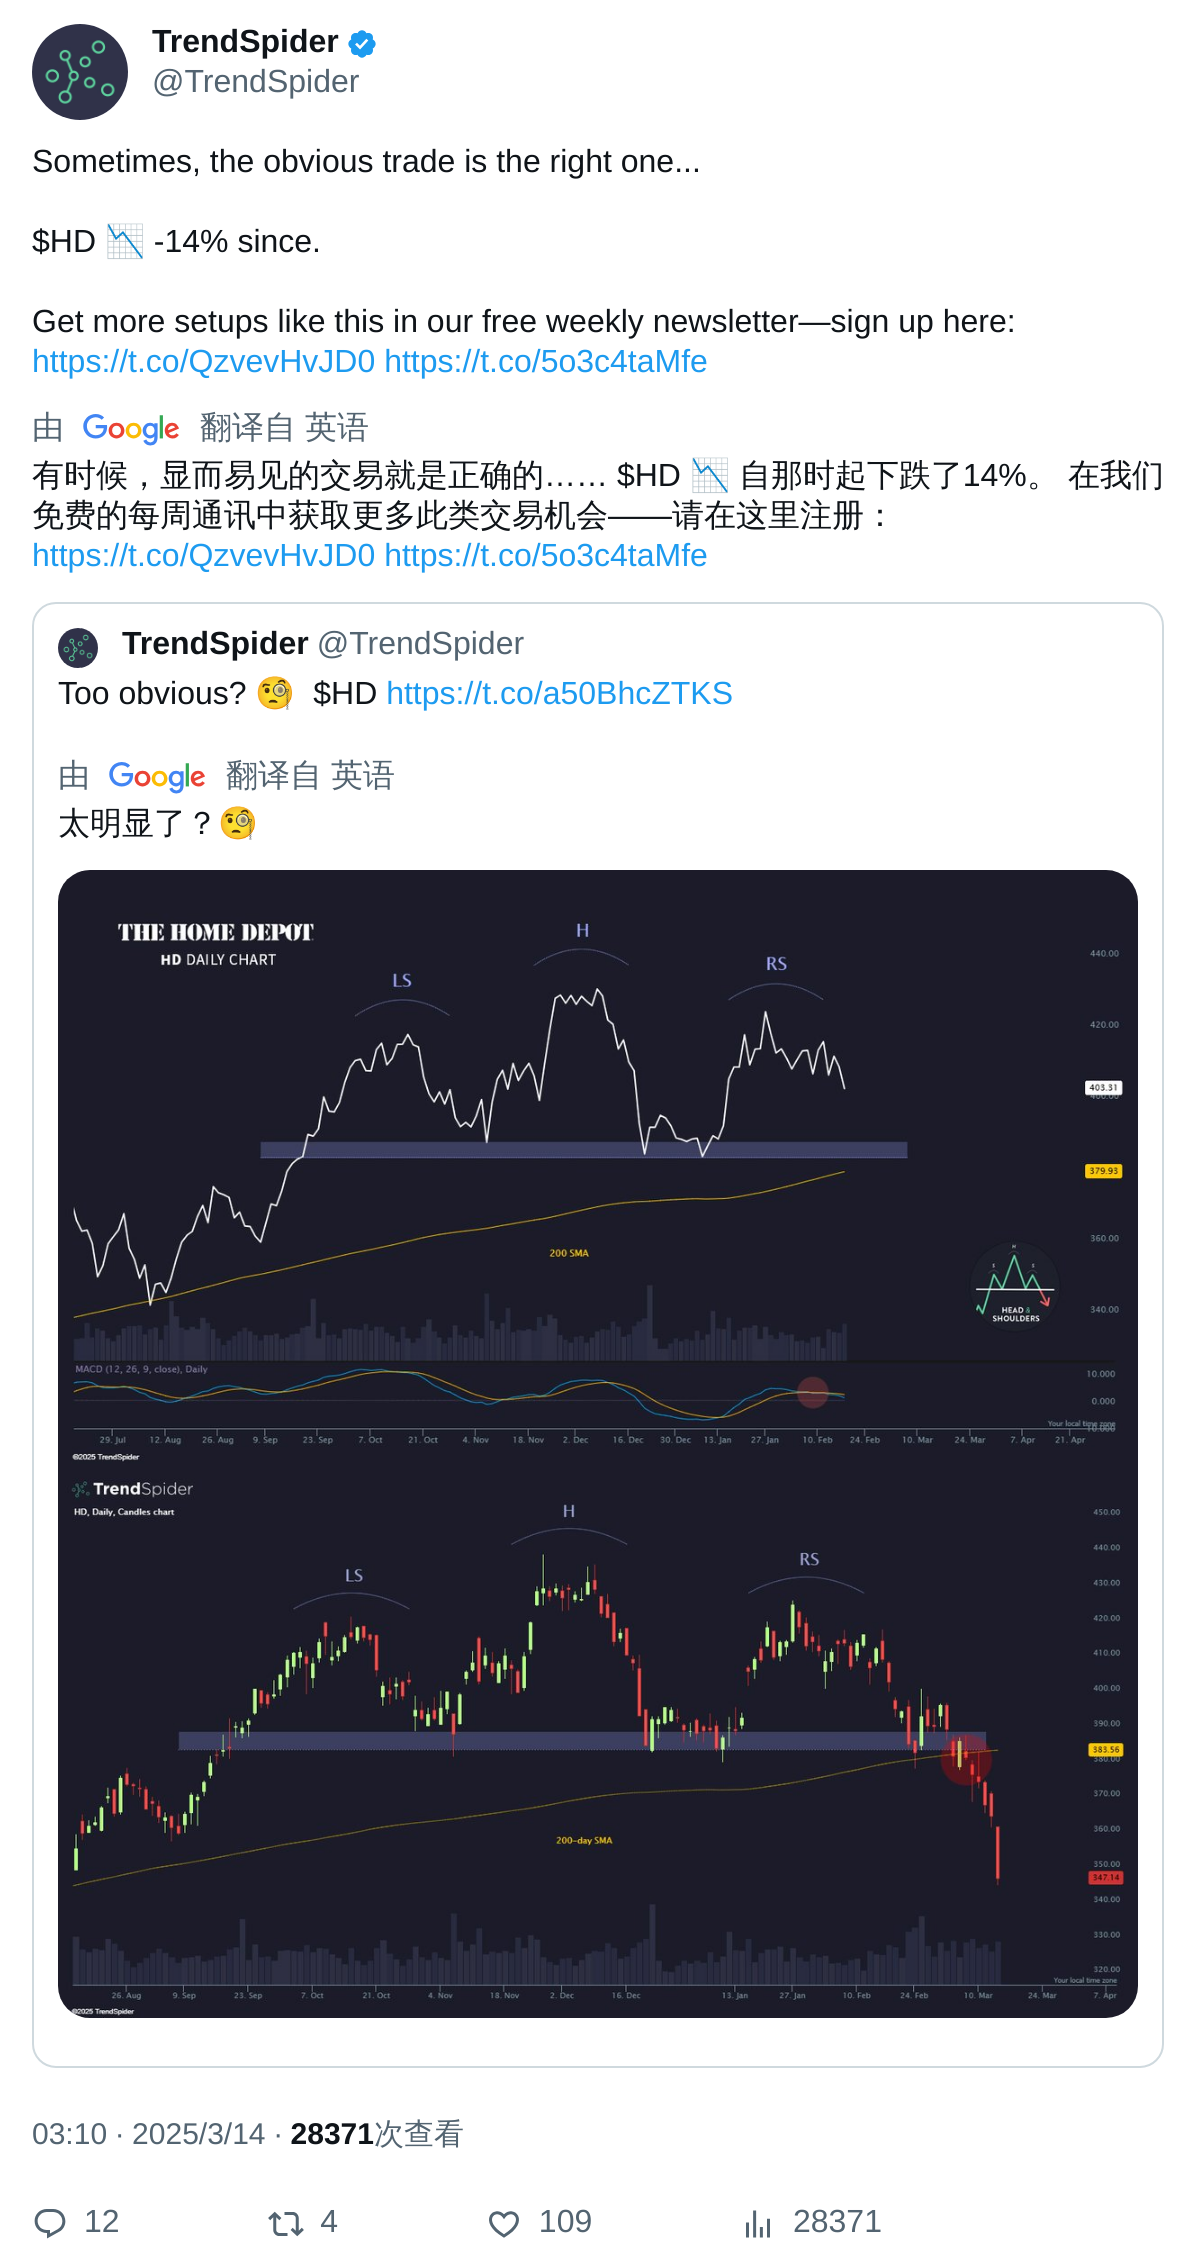 TrendSpider
@TrendSpider
Sometimes, the obvious trade is the right one...
$HD 📉 -14% since.
Get more setups like this in our free weekly newsletter—sign up here:
https://t.co/QzvevHvJD0 https://t.co/5o3c4taMfe
由 Google 翻译自 英语
有时候，显而易见的交易就是正确的…… $HD 📉 自那时起下跌了14%。 在我们
免费的每周通讯中获取更多此类交易机会——请在这里注册：
https://t.co/QzvevHvJD0 https://t.co/5o3c4taMfe
TrendSpider @TrendSpider
Too obvious? 🧐 $HD https://t.co/a50BhcZTKS
由 Google 翻译自 英语
太明显了？🧐
THE HOME DEPOT
HD DAILY CHART
LS
H
RS
440.00
420.00
403.31
400.00
379.93
360.00
340.00
200 SMA
H
S
S
HEAD &
SHOULDERS
MACD (12, 26, 9, close), Daily
10.000
0.000
Your local time zone
29. Jul 12. Aug 26. Aug 9. Sep 23. Sep 7. Oct 21. Oct 4. Nov 18. Nov 2. Dec 16. Dec 30. Dec 13. Jan 27. Jan 10. Feb 24. Feb 10. Mar 24. Mar 7. Apr 21. Apr
©2025 TrendSpider
TrendSpider
HD, Daily, Candles chart
LS
H
RS
450.00
440.00
430.00
420.00
410.00
400.00
390.00
383.56
380.00
370.00
360.00
350.00
347.14
340.00
330.00
320.00
200-day SMA
Your local time zone
26. Aug 9. Sep 23. Sep 7. Oct 21. Oct 4. Nov 18. Nov 2. Dec 16. Dec 13. Jan 27. Jan 10. Feb 24. Feb 10. Mar 24. Mar 7. Apr
©2025 TrendSpider
03:10 · 2025/3/14 · 28371次查看
12 4 109 28371